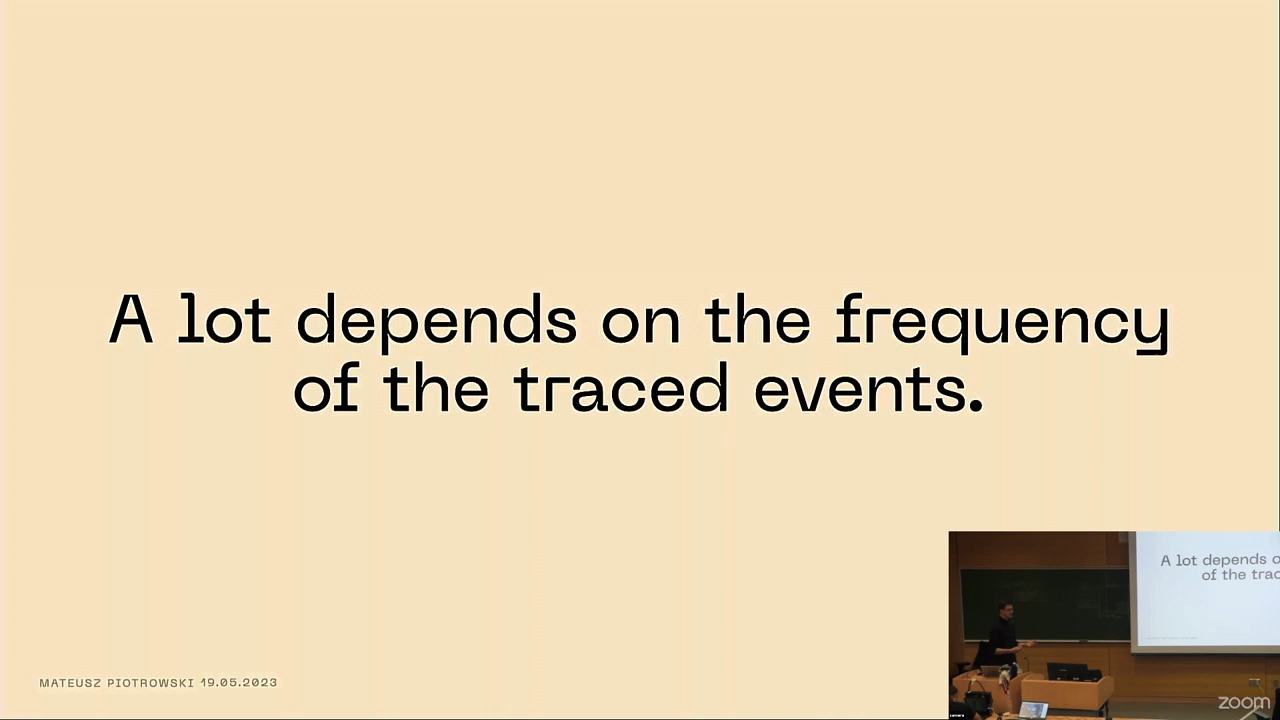 A lot depends on the frequency
of the traced events.
A lot depends o
of the trac
MATEUSZ PIOTROWSKI 19.05.2023
zoom